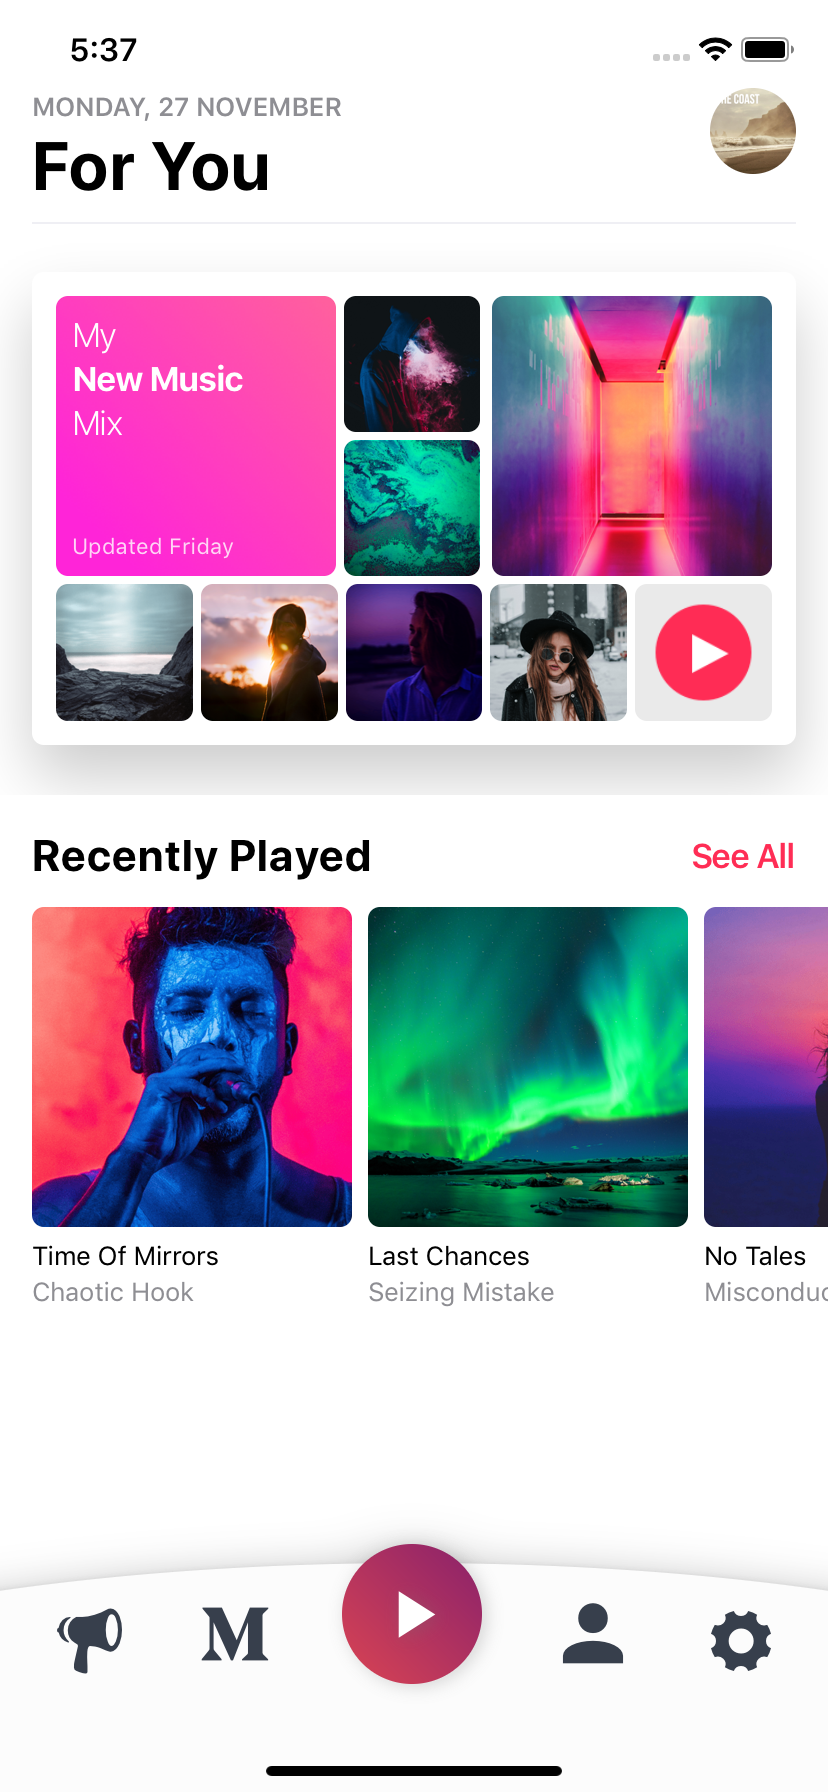 5:37
MONDAY, 27 NOVEMBER
For You
COAST
My
New Music
Mix
Updated Friday
Recently Played
See All
Time Of Mirrors
Last Chances
No Tales
Chaotic Hook
Seizing Mistake
M